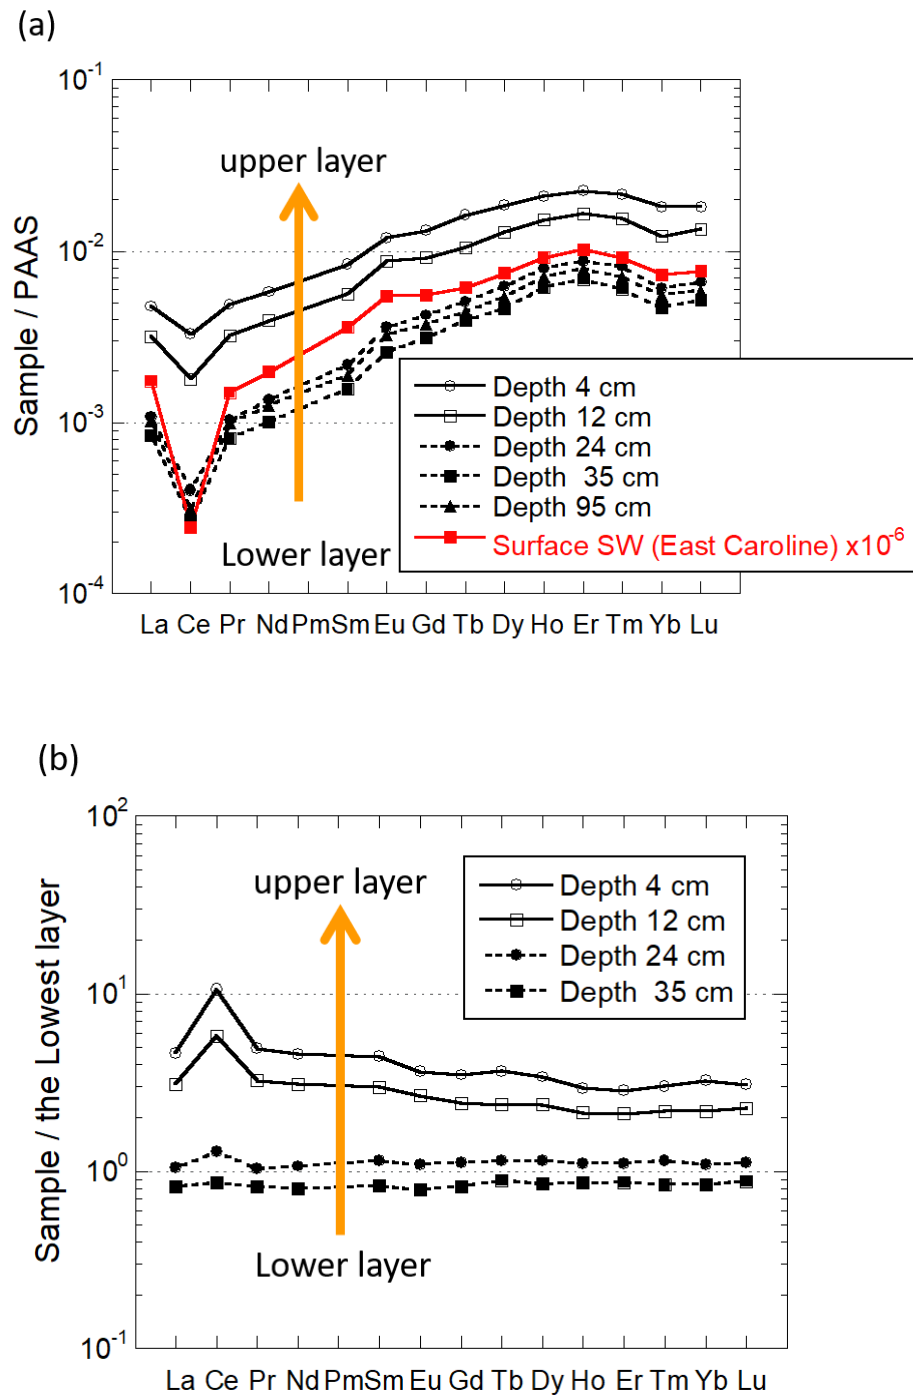 (a)
10-1
upper layer
10-2
Sample / PAAS
Depth 4 cm
Depth 12 cm
10-3
Depth 24 cm
Depth 35 cm
Depth 95 cm
Lower layer
Surface SW (East Caroline) x10-6
10-4
La Ce Pr Nd Pm Sm Eu Gd Tb Dy Ho Er Tm Yb Lu
(b)
102
upper layer
Depth 4 cm
Depth 12 cm
Depth 24 cm
Depth 35 cm
101
Sample / the Lowest layer
100
Lower layer
10-1
La Ce Pr Nd Pm Sm Eu Gd Tb Dy Ho Er Tm Yb Lu